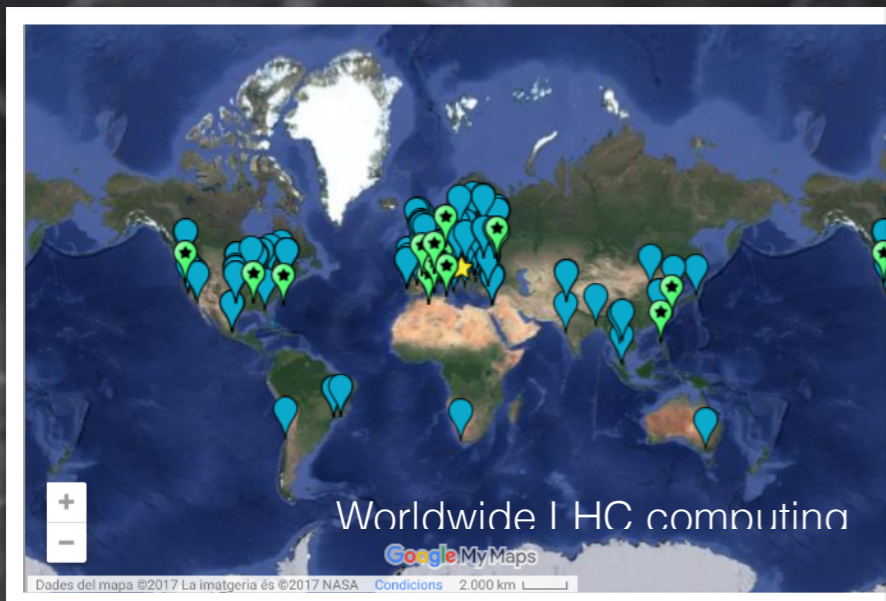 +
−
Worldwide LHC computing
Google My Maps
Dades del mapa ©2017 La imatgeria és ©2017 NASA Condicions 2.000 km